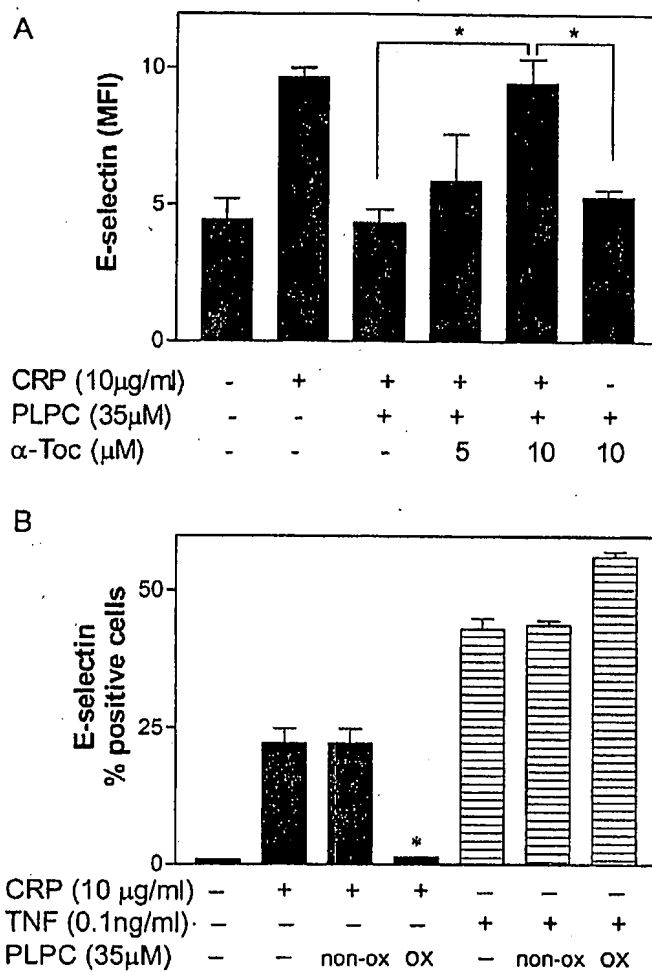 A
E-selectin (MFI)
10
5
0
* *
CRP (10µg/ml) - + + + + -
PLPC (35µM) - - + + + +
α-Toc (µM) - - - 5 10 10
B
E-selectin
% positive cells
50
25
0
*
CRP (10 µg/ml) – + + + – – –
TNF (0.1ng/ml) – – – – + + +
PLPC (35µM) – – non-ox ox – non-ox ox